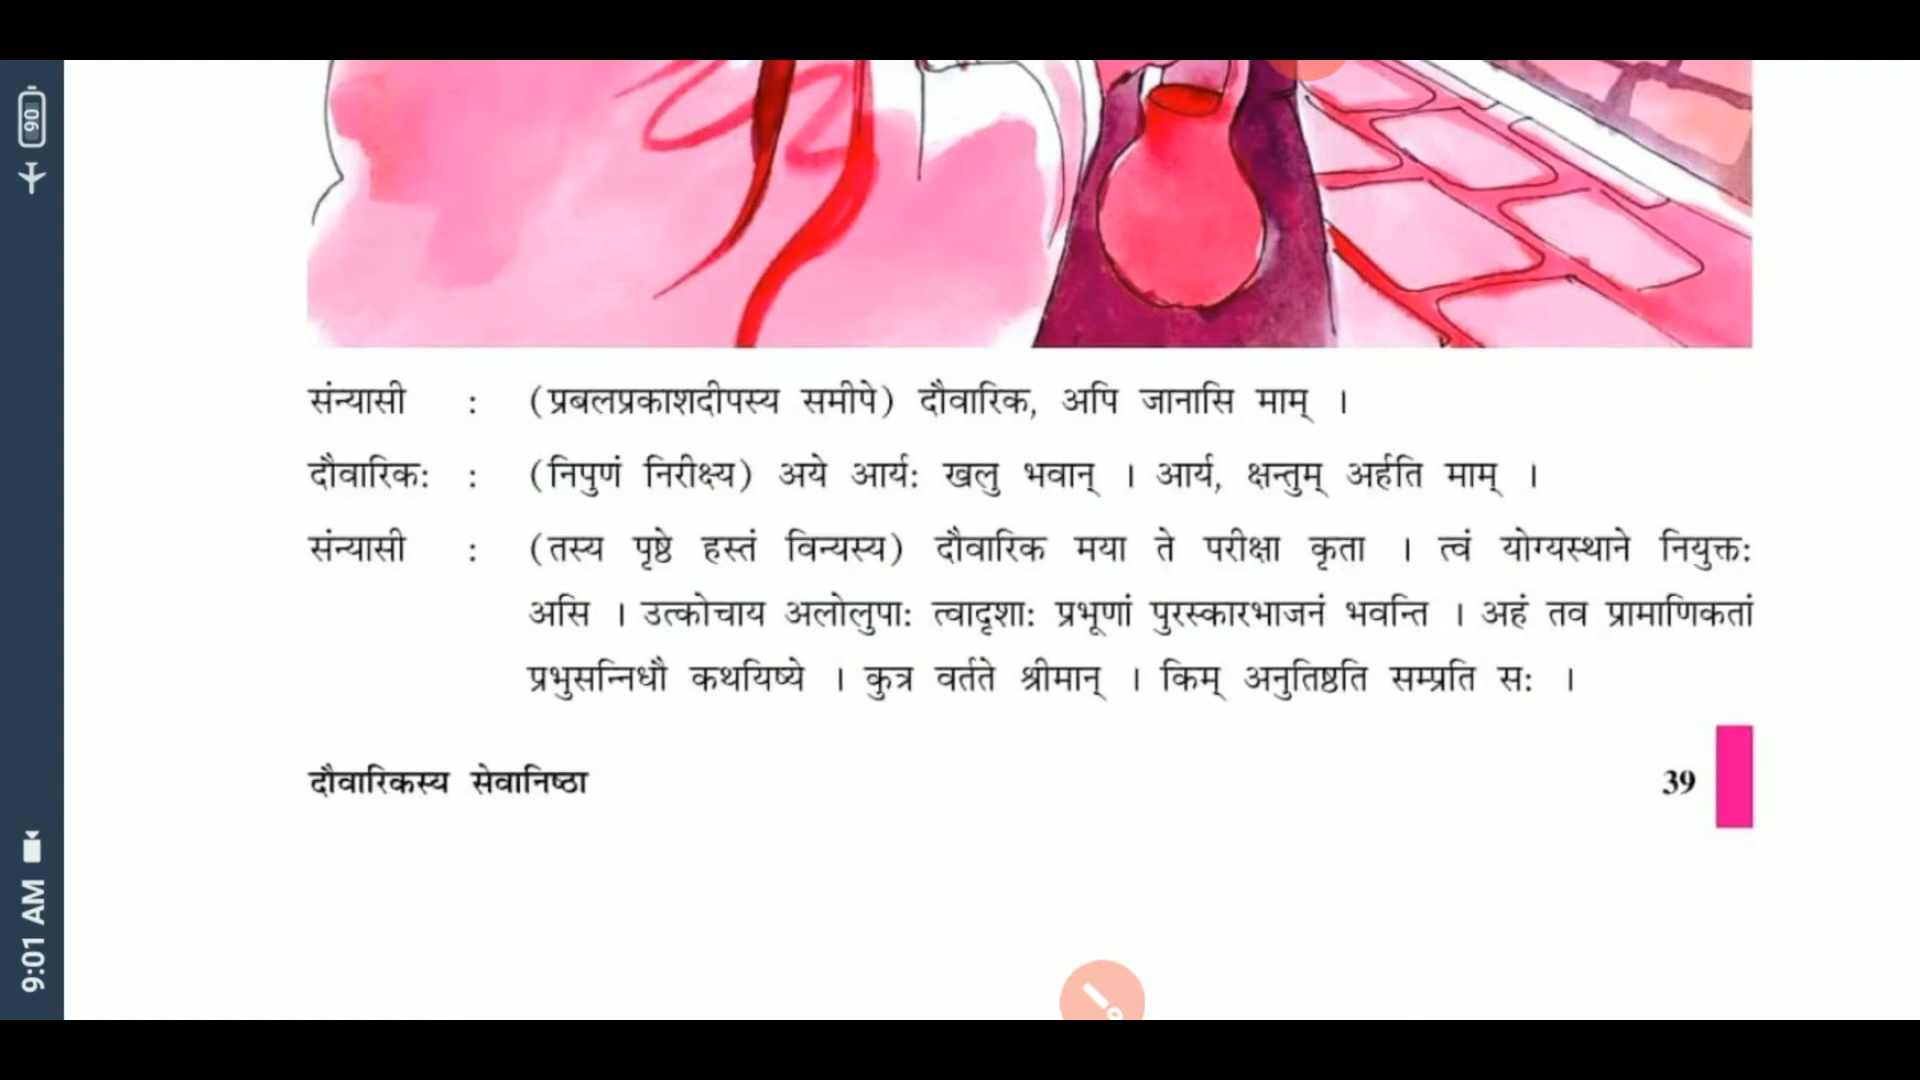 90
9:01 AM
संन्यासी : (प्रबलप्रकाशदीपस्य समीपे) दौवारिक, अपि जानासि माम् ।
दौवारिकः : (निपुणं निरीक्ष्य) अये आर्यः खलु भवान् । आर्य, क्षन्तुम् अर्हति माम् ।
संन्यासी : (तस्य पृष्ठे हस्तं विन्यस्य) दौवारिक मया ते परीक्षा कृता । त्वं योग्यस्थाने नियुक्तः
असि । उत्कोचाय अलोलुपाः त्वादृशाः प्रभूणां पुरस्कारभाजनं भवन्ति । अहं तव प्रामाणिकतां
प्रभुसन्निधौ कथयिष्ये । कुत्र वर्तते श्रीमान् । किम् अनुतिष्ठति सम्प्रति सः ।
दौवारिकस्य सेवानिष्ठा 39